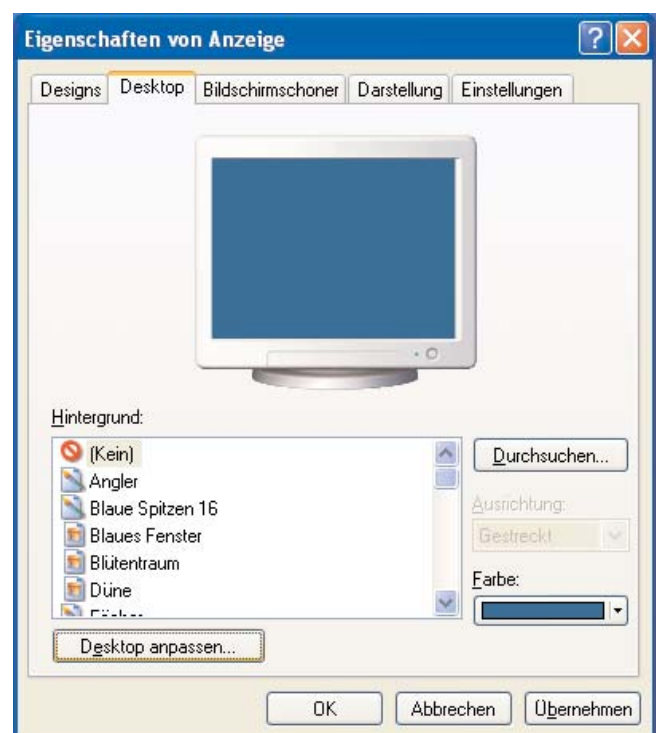 Eigenschaften von Anzeige
Designs Desktop Bildschirmschoner Darstellung Einstellungen
Hintergrund:
(Kein)
Angler
Blaue Spitzen 16
Blaues Fenster
Blütentraum
Düne
Durchsuchen...
Ausrichtung:
Gestreckt
Farbe:
Desktop anpassen...
OK Abbrechen Übernehmen